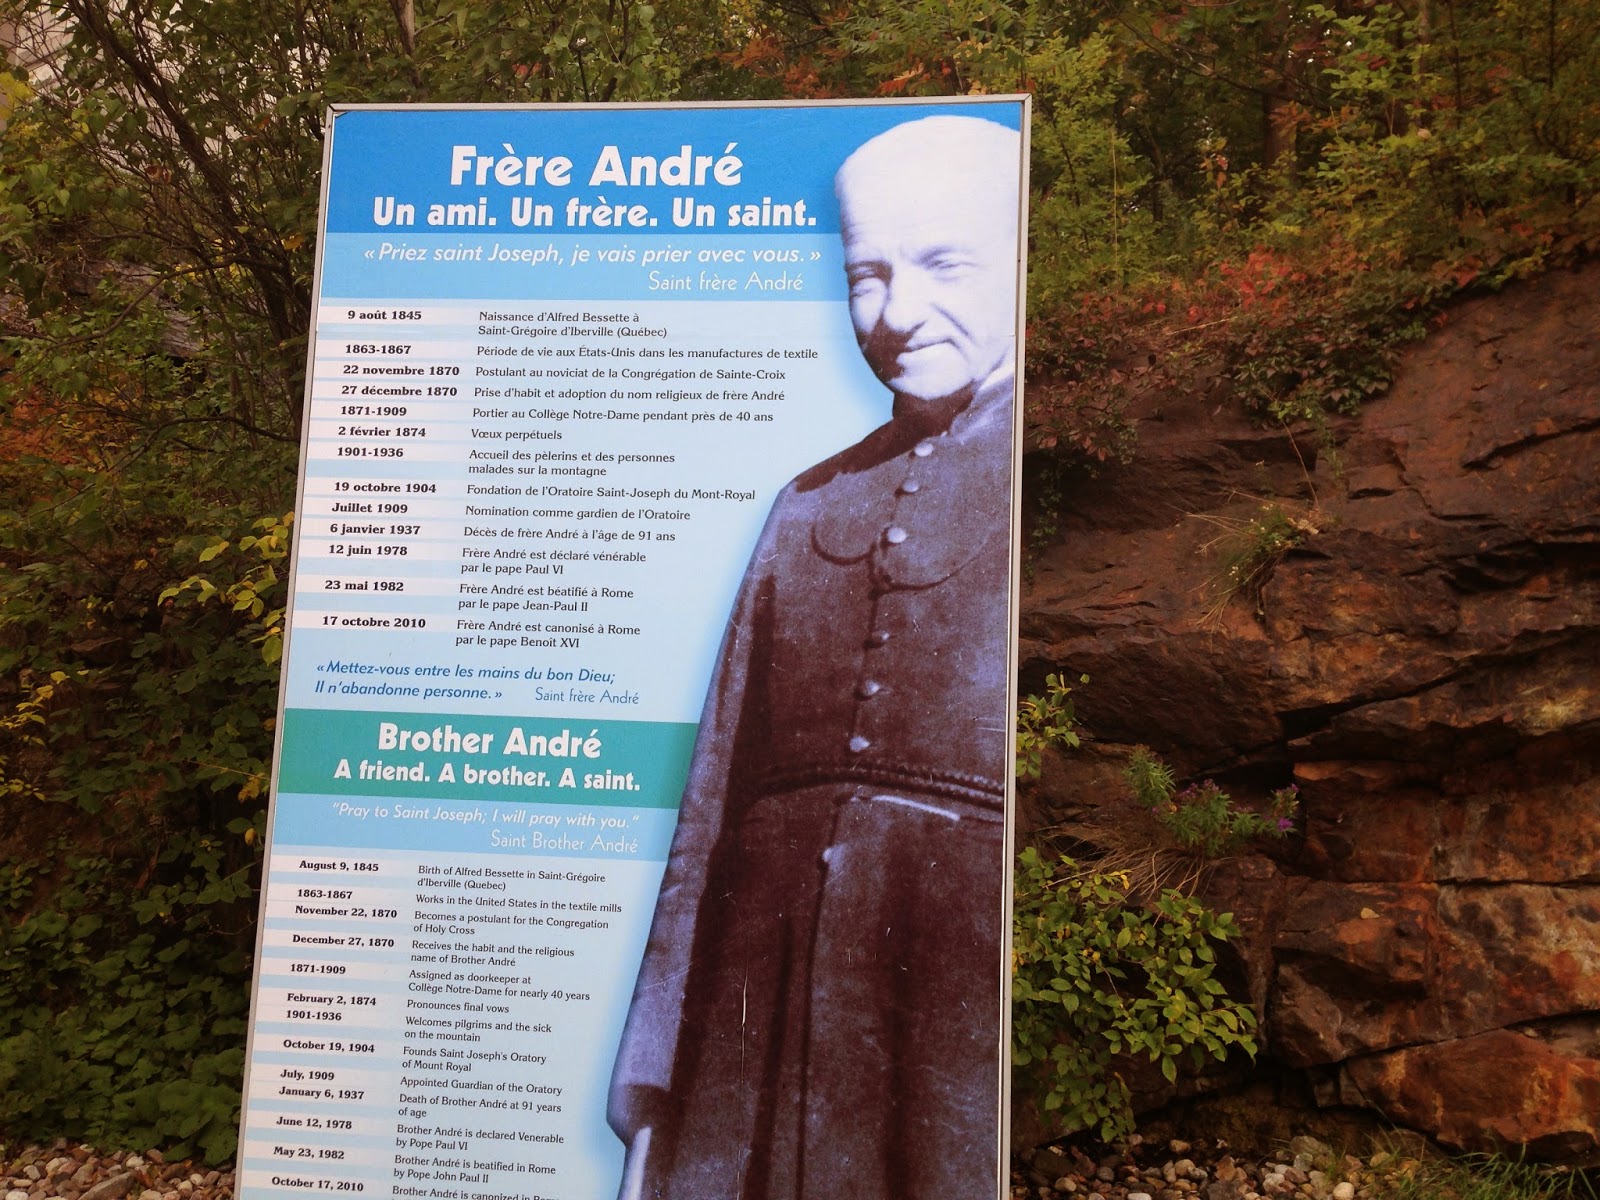 Frère André
Un ami. Un frère. Un saint.
« Priez saint Joseph, je vais prier avec vous. »
Saint frère André
9 août 1845 Naissance d'Alfred Bessette à
Saint-Grégoire d'Iberville (Québec)
1863-1867 Période de vie aux États-Unis dans les manufactures de textile
22 novembre 1870 Postulant au noviciat de la Congrégation de Sainte-Croix
27 décembre 1870 Prise d'habit et adoption du nom religieux de frère André
1871-1909 Portier au Collège Notre-Dame pendant près de 40 ans
2 février 1874 Vœux perpétuels
1901-1936 Accueil des pèlerins et des personnes
malades sur la montagne
19 octobre 1904 Fondation de l'Oratoire Saint-Joseph du Mont-Royal
Juillet 1909 Nomination comme gardien de l'Oratoire
6 janvier 1937 Décès de frère André à l'âge de 91 ans
12 juin 1978 Frère André est déclaré vénérable
par le pape Paul VI
23 mai 1982 Frère André est béatifié à Rome
par le pape Jean-Paul II
17 octobre 2010 Frère André est canonisé à Rome
par le pape Benoît XVI
« Mettez-vous entre les mains du bon Dieu;
Il n'abandonne personne. » Saint frère André
Brother André
A friend. A brother. A saint.
"Pray to Saint Joseph; I will pray with you."
Saint Brother André
August 9, 1845 Birth of Alfred Bessette in Saint-Grégoire
d'Iberville (Quebec)
1863-1867 Works in the United States in the textile mills
November 22, 1870 Becomes a postulant for the Congregation
of Holy Cross
December 27, 1870 Receives the habit and the religious
name of Brother André
1871-1909 Assigned as doorkeeper at
Collège Notre-Dame for nearly 40 years
February 2, 1874 Pronounces final vows
1901-1936 Welcomes pilgrims and the sick
on the mountain
October 19, 1904 Founds Saint Joseph's Oratory
of Mount Royal
July, 1909 Appointed Guardian of the Oratory
January 6, 1937 Death of Brother André at 91 years
of age
June 12, 1978 Brother André is declared Venerable
by Pope Paul VI
May 23, 1982 Brother André is beatified in Rome
by Pope John Paul II
October 17, 2010 Brother André is canonized in